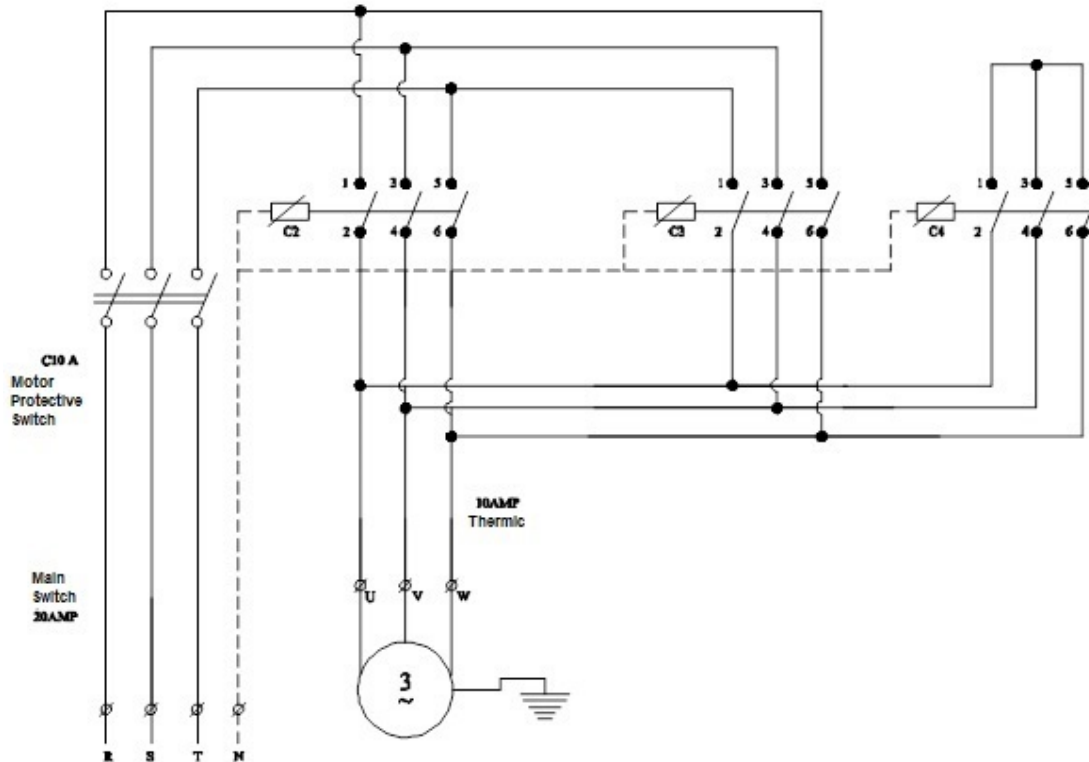 1 2 5
1 3 5
1 3 5
C2
C3
C4
2 4 6
2 4 6
2 4 6
C10 A
Motor
Protective
Switch
10AMP
Thermic
Main
Switch
20AMP
U V W
3
~
R S T N